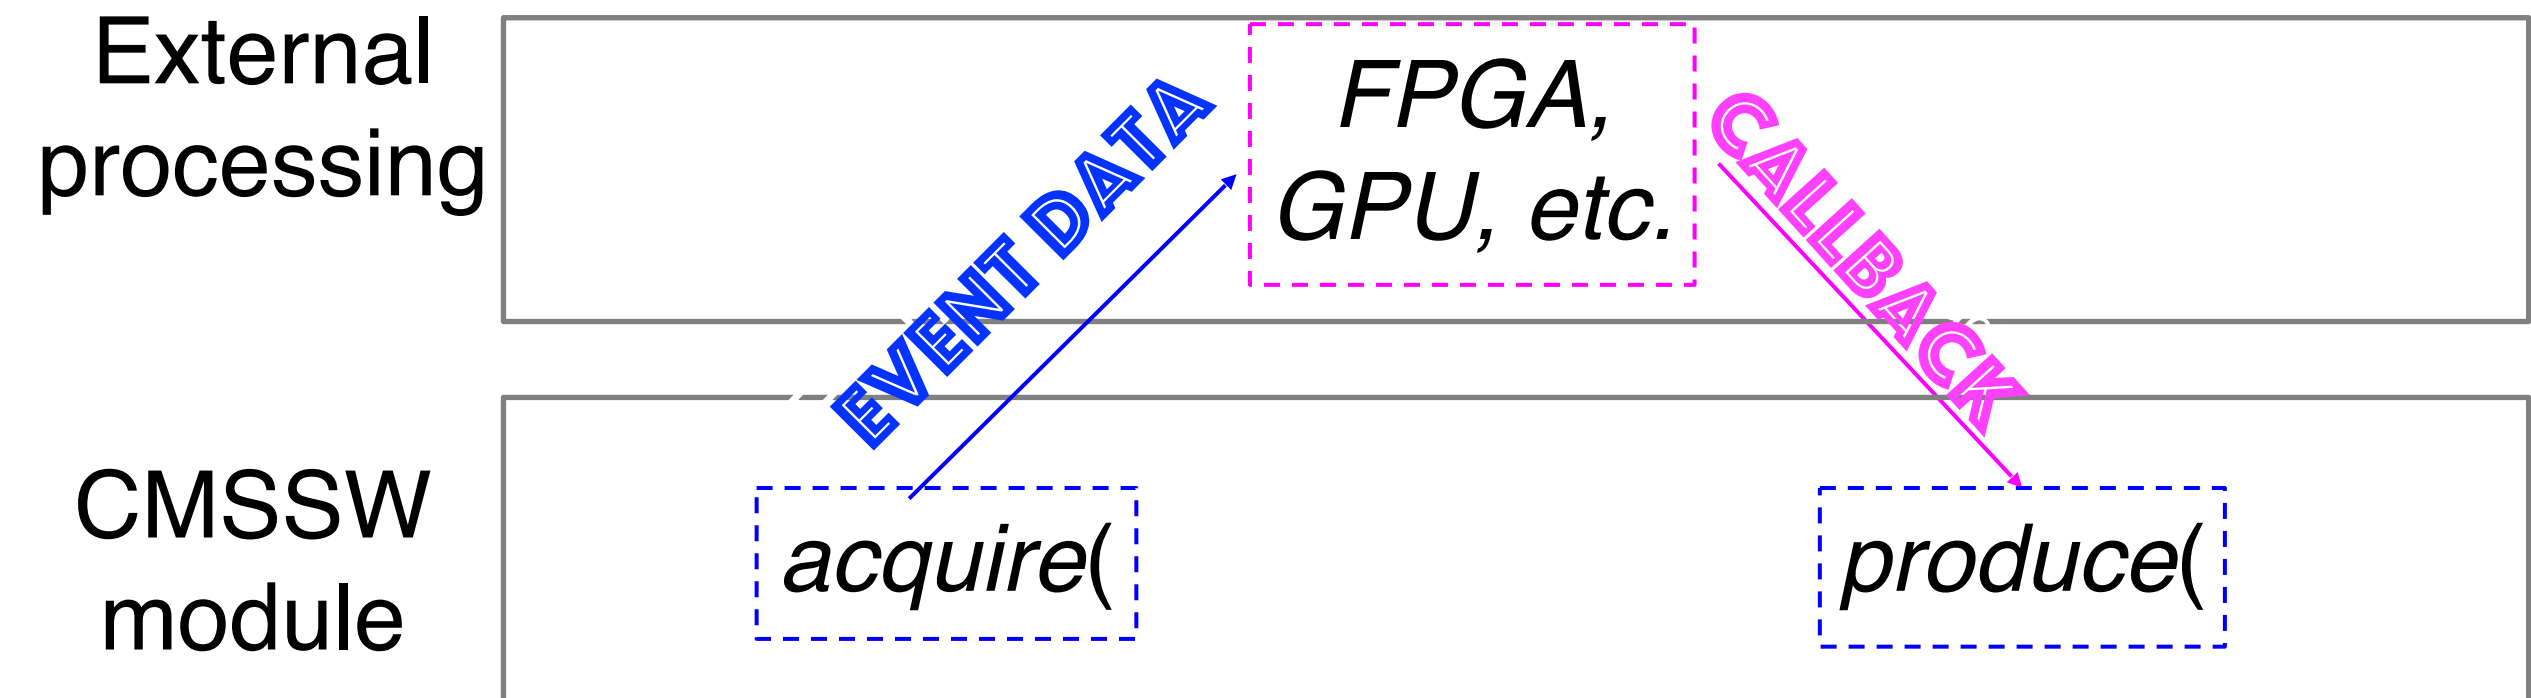 External
processing
EVENT DATA
FPGA,
GPU, etc.
CALLBACK
CMSSW
module
acquire(
produce(